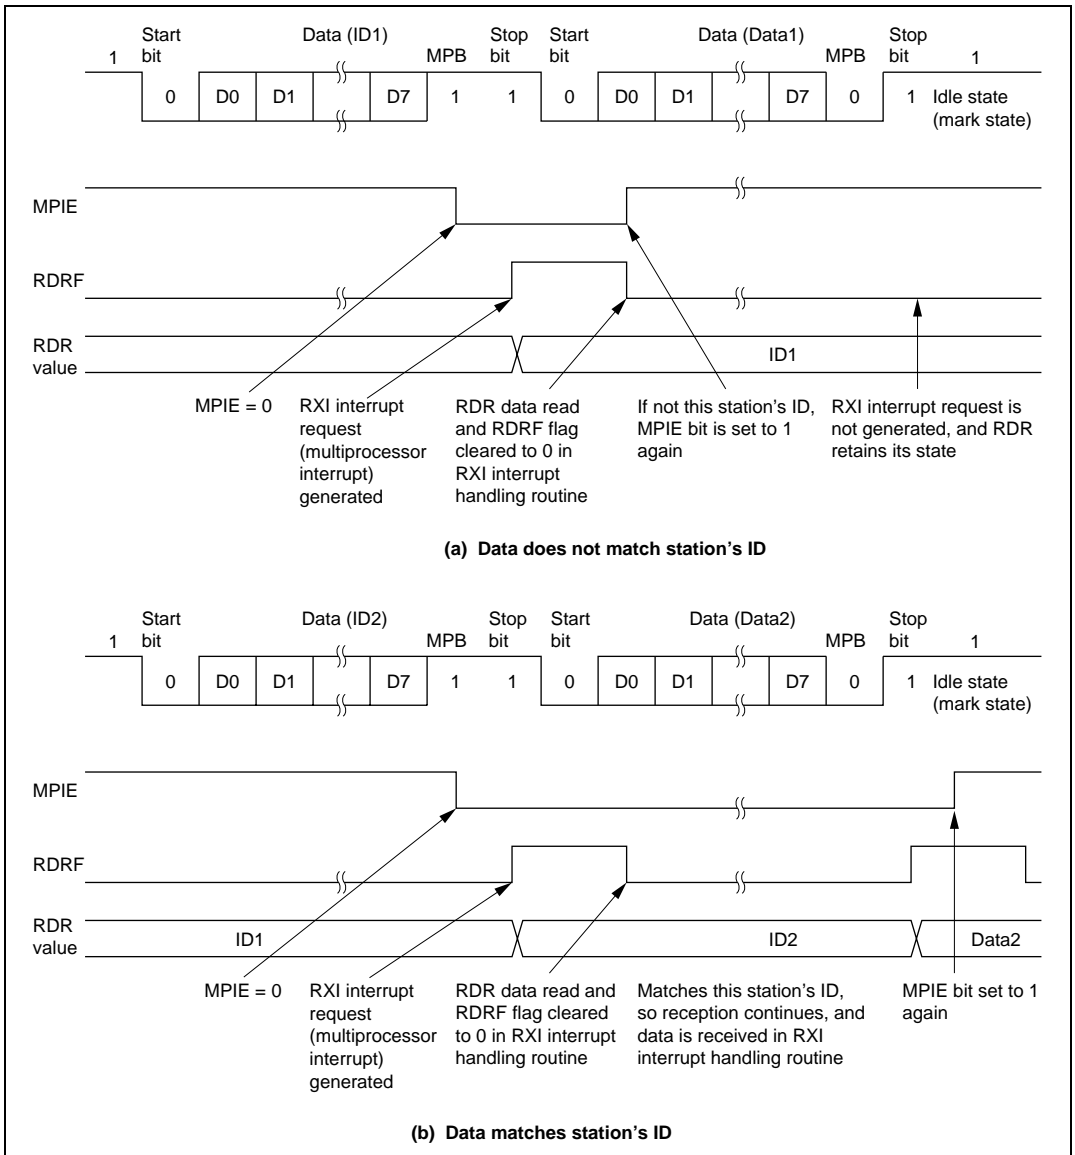 Start bit
Data (ID1)
MPB
Stop bit
Start bit
Data (Data1)
MPB
Stop bit
1
1
0
D0
D1
D7
1
1
0
D0
D1
D7
0
1
Idle state
(mark state)
MPIE
RDRF
RDR
value
ID1
MPIE = 0
RXI interrupt
request
(multiprocessor
interrupt)
generated
RDR data read
and RDRF flag
cleared to 0 in
RXI interrupt
handling routine
If not this station's ID,
MPIE bit is set to 1
again
RXI interrupt request is
not generated, and RDR
retains its state
(a) Data does not match station's ID
Start bit
Data (ID2)
MPB
Stop bit
Start bit
Data (Data2)
MPB
Stop bit
1
1
0
D0
D1
D7
1
1
0
D0
D1
D7
0
1
Idle state
(mark state)
MPIE
RDRF
RDR
value
ID1
ID2
Data2
MPIE = 0
RXI interrupt
request
(multiprocessor
interrupt)
generated
RDR data read and
RDRF flag cleared
to 0 in RXI interrupt
handling routine
Matches this station's ID,
so reception continues, and
data is received in RXI
interrupt handling routine
MPIE bit set to 1
again
(b) Data matches station's ID